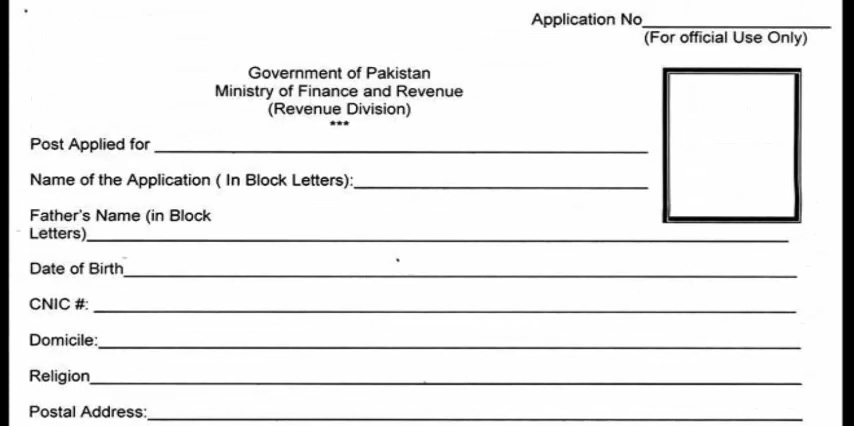 Application No
(For official Use Only)
Government of Pakistan
Ministry of Finance and Revenue
(Revenue Division)
***
Post Applied for
Name of the Application ( In Block Letters):
Father's Name (in Block
Letters)
Date of Birth
CNIC #:
Domicile:
Religion
Postal Address: